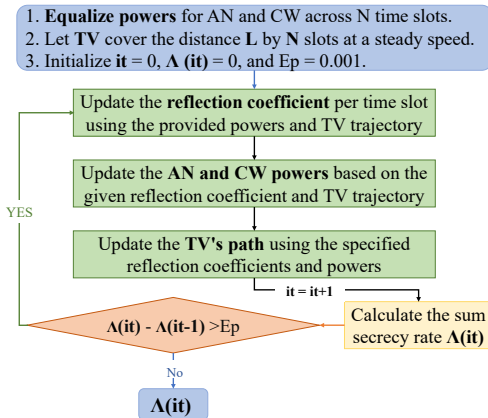 1. Equalize powers for AN and CW across N time slots.
2. Let TV cover the distance L by N slots at a steady speed.
3. Initialize it = 0, Λ (it) = 0, and Ep = 0.001.
Update the reflection coefficient per time slot
using the provided powers and TV trajectory
Update the AN and CW powers based on the
given reflection coefficient and TV trajectory
YES
Update the TV's path using the specified
reflection coefficients and powers
it = it+1
Calculate the sum
secrecy rate Λ(it)
Λ(it) - Λ(it-1) >Ep
No
Λ(it)